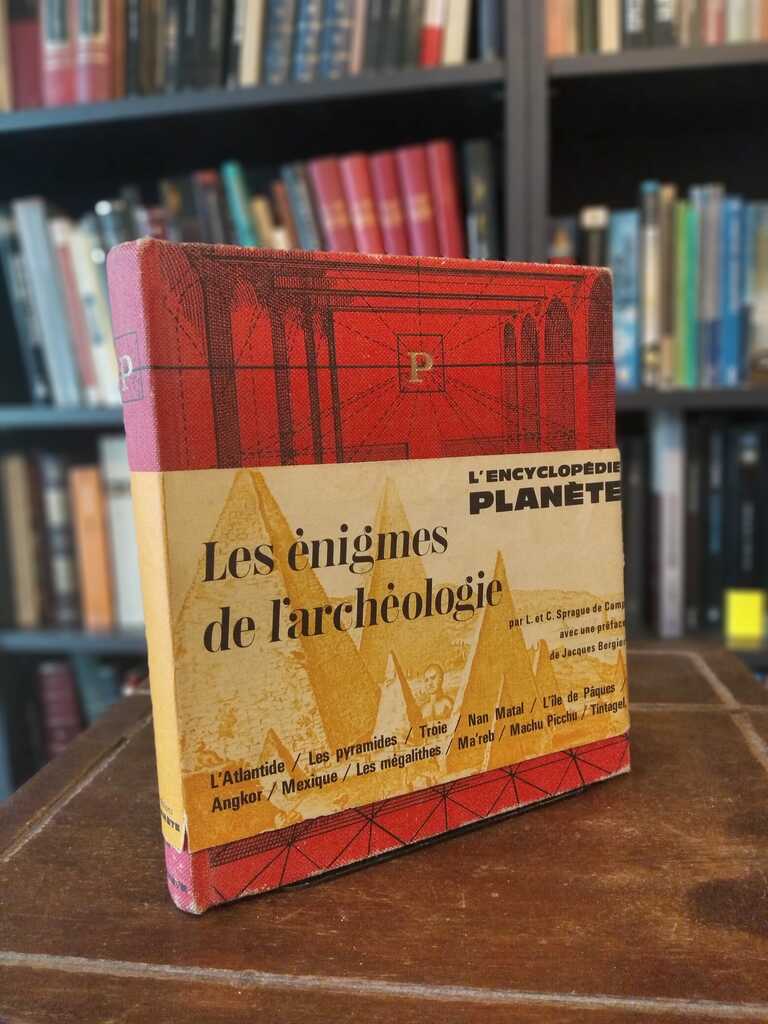 P
P
L'ENCYCLOPÉDIE
PLANÈTE
Les énigmes
de l'archéologie
par L. et C. Sprague de Camp
avec une préface
de Jacques Bergier
L'Atlantide / Les pyramides / Troie / Nan Matal / L'île de Pâques /
Angkor / Mexique / Les mégalithes / Ma'reb / Machu Picchu / Tintagel